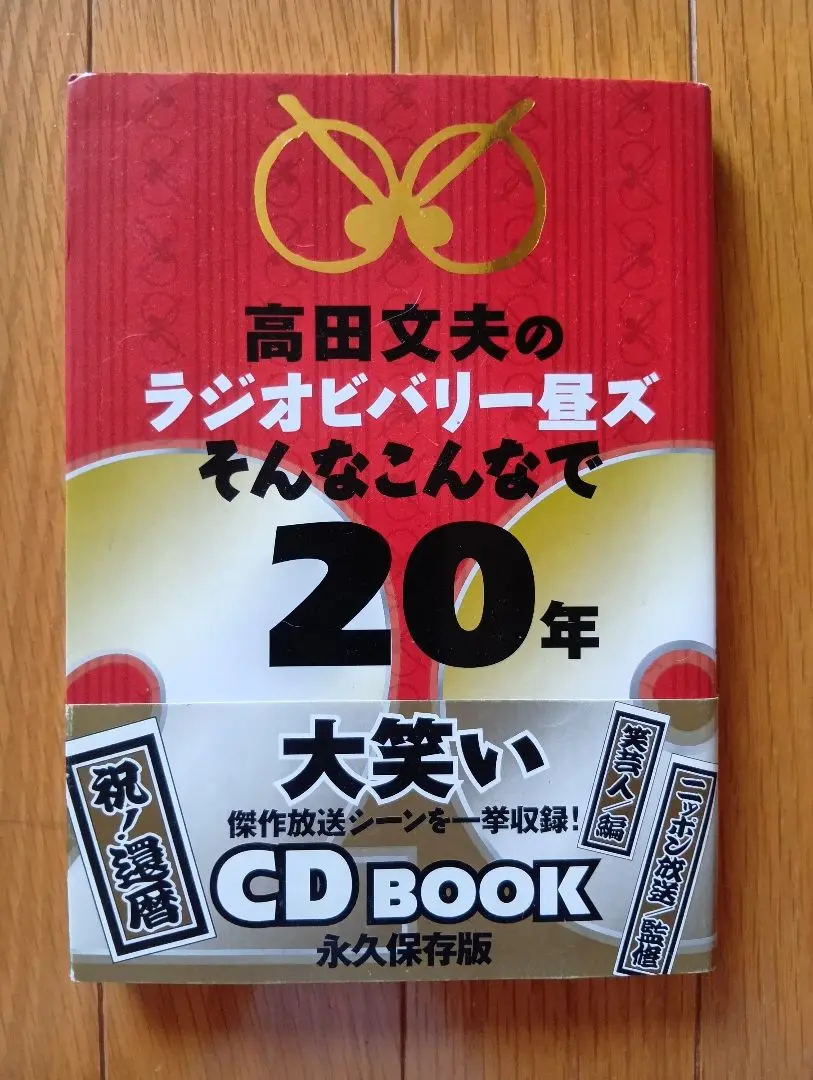 高田文夫の
ラジオビバリー昼ズ
そんなこんなで
20年
大笑い
傑作放送シーンを一挙収録!
CD BOOK
永久保存版
祝!還暦
笑芸人/編
ニッポン放送/監修